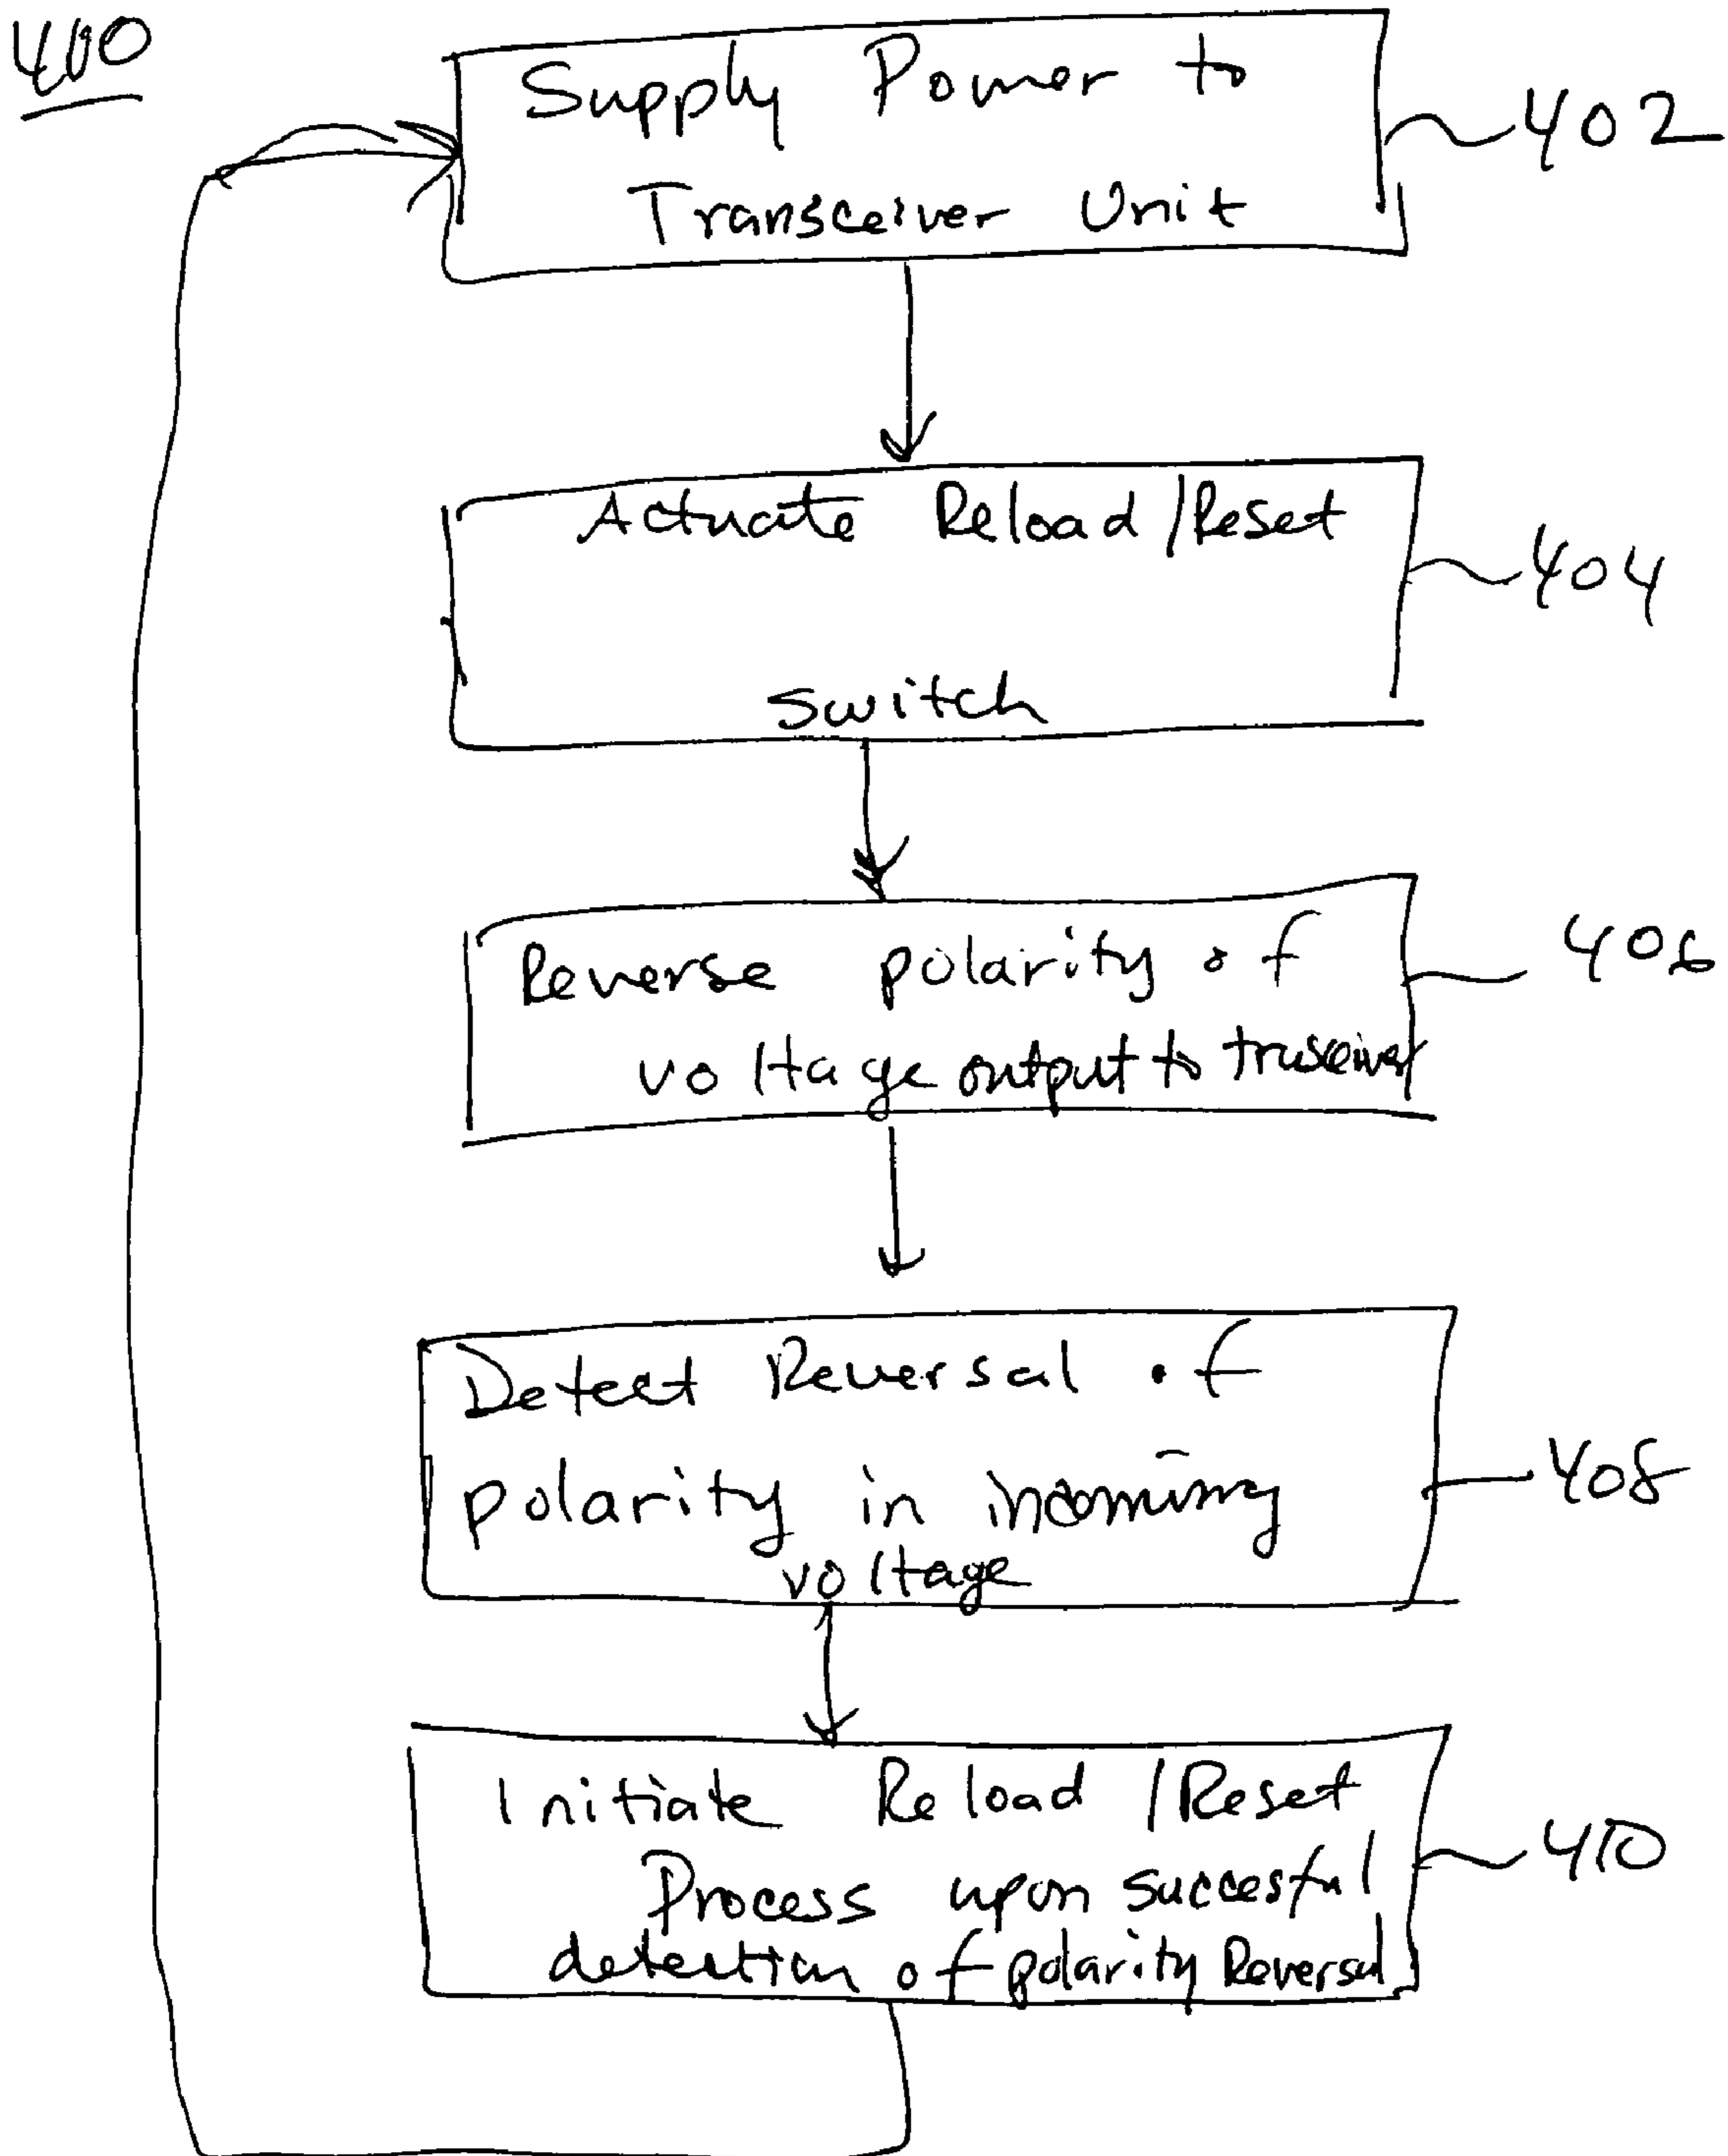 400
Supply Power to
Transceiver Unit
402
Actuate Reload/Reset
Switch
404
Reverse polarity of
voltage output to
406
Detect Reversal of
polarity in incoming
voltage
408
Initiate Reload/Reset
Process upon succesful
detection of polarity Reversal
410